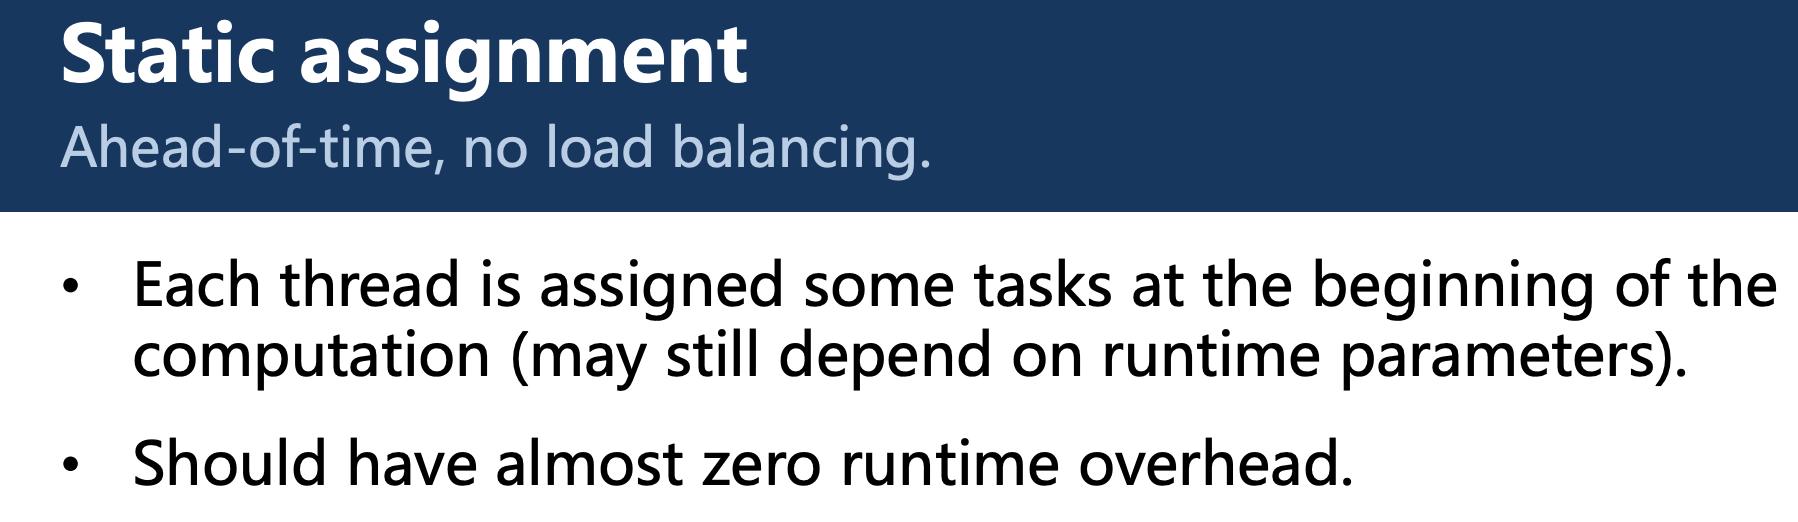 Static assignment
Ahead-of-time, no load balancing.
• Each thread is assigned some tasks at the beginning of the
computation (may still depend on runtime parameters).
• Should have almost zero runtime overhead.